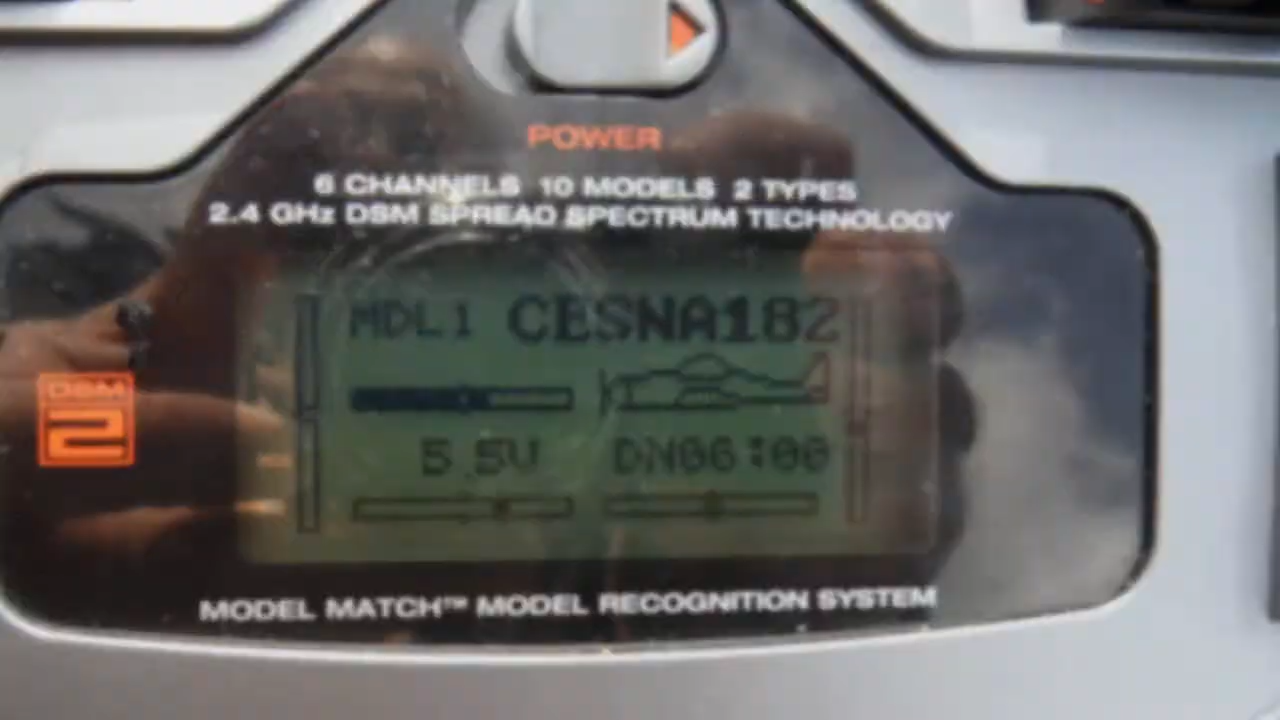 POWER
6 CHANNELS 10 MODELS 2 TYPES
2.4 GHz DSM SPREAD SPECTRUM TECHNOLOGY
MDL1 CESNA182
5.5V DN06:00
DSM
2
MODEL MATCH™ MODEL RECOGNITION SYSTEM